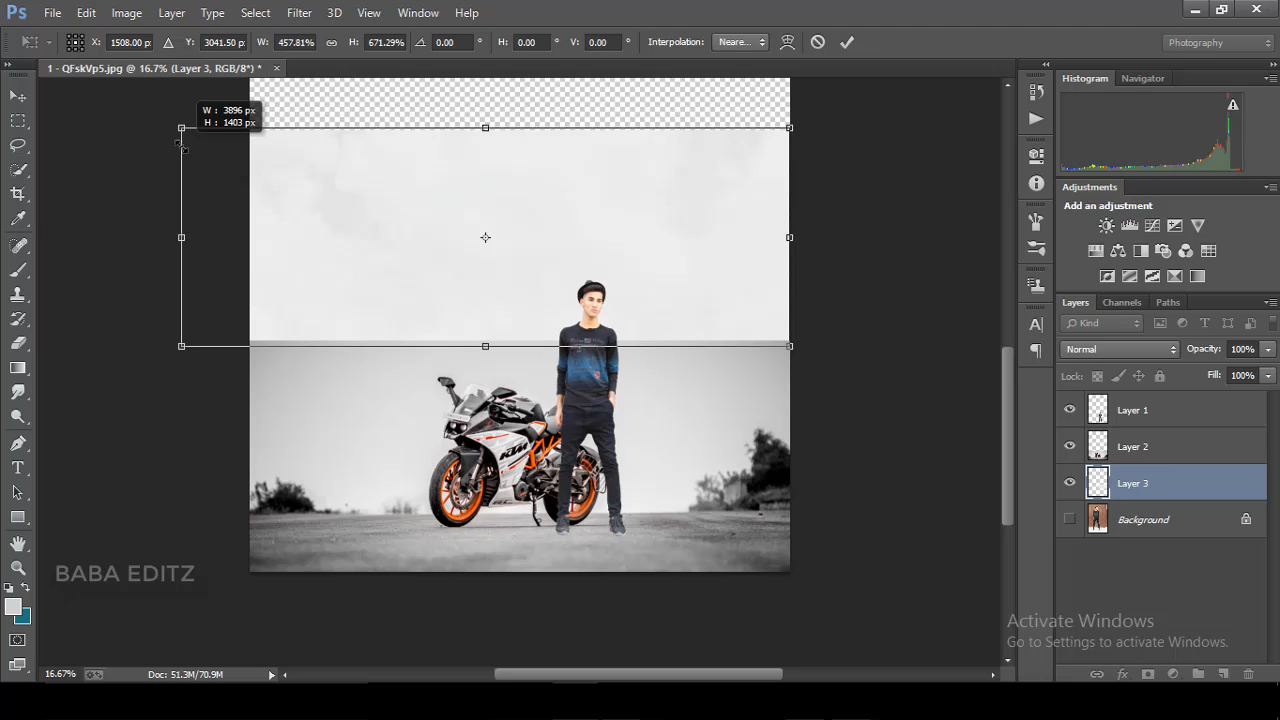 Ps File Edit Image Layer Type Select Filter 3D View Window Help
X: 1508.00 px Y: 3041.50 px W: 457.81% H: 671.29% 0.00 ° H: 0.00 ° V: 0.00 ° Interpolation: Neare... Photography
1 - QFskVp5.jpg @ 16.7% (Layer 3, RGB/8*) * ×
W : 3896 px
H : 1403 px
Histogram Navigator
Adjustments
Add an adjustment
Layers Channels Paths
Kind
Normal Opacity: 100%
Lock: Fill: 100%
Layer 1
Layer 2
Layer 3
Background
KTM
BABA EDITZ
Activate Windows
Go to Settings to activate Windows.
16.67% Doc: 51.3M/70.9M